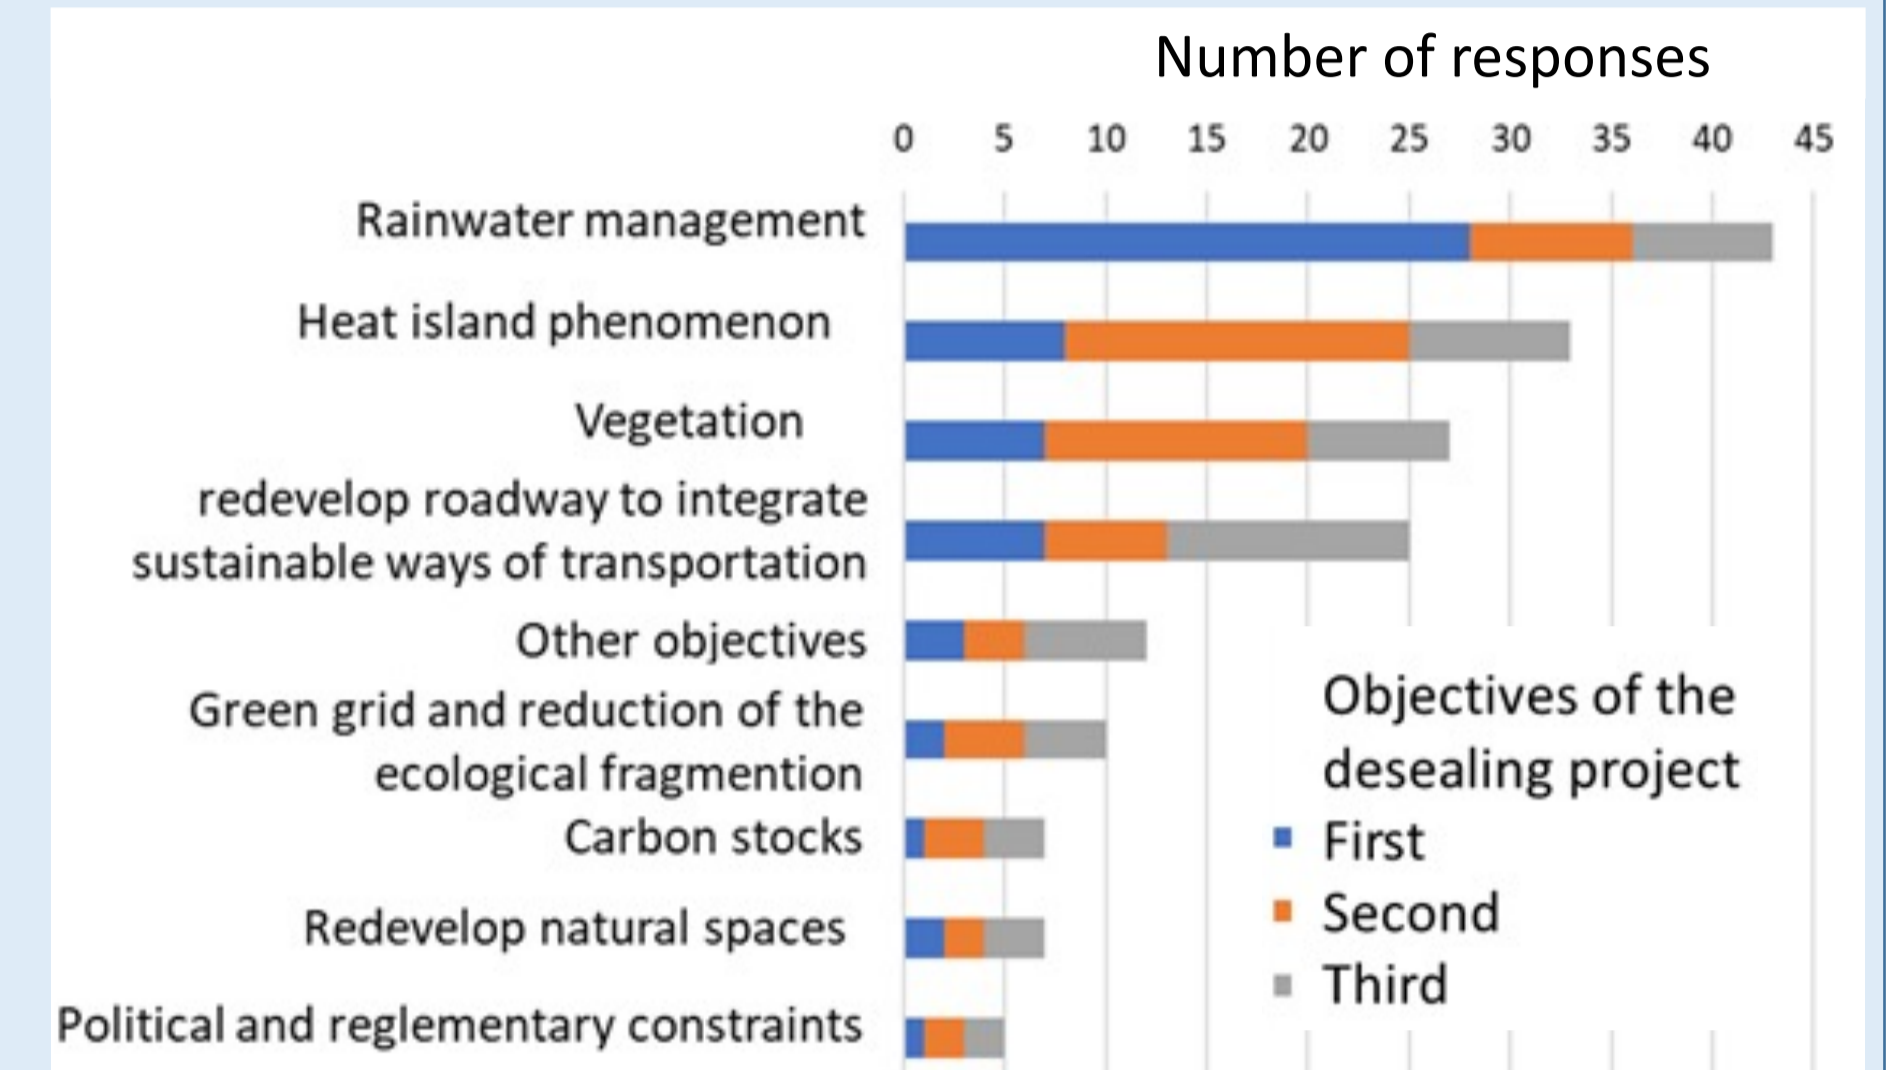 Number of responses
0 5 10 15 20 25 30 35 40 45
Rainwater management
Heat island phenomenon
Vegetation
redevelop roadway to integrate
sustainable ways of transportation
Other objectives
Green grid and reduction of the
ecological fragmention
Carbon stocks
Redevelop natural spaces
Political and reglementary constraints
Objectives of the
desealing project
First
Second
Third